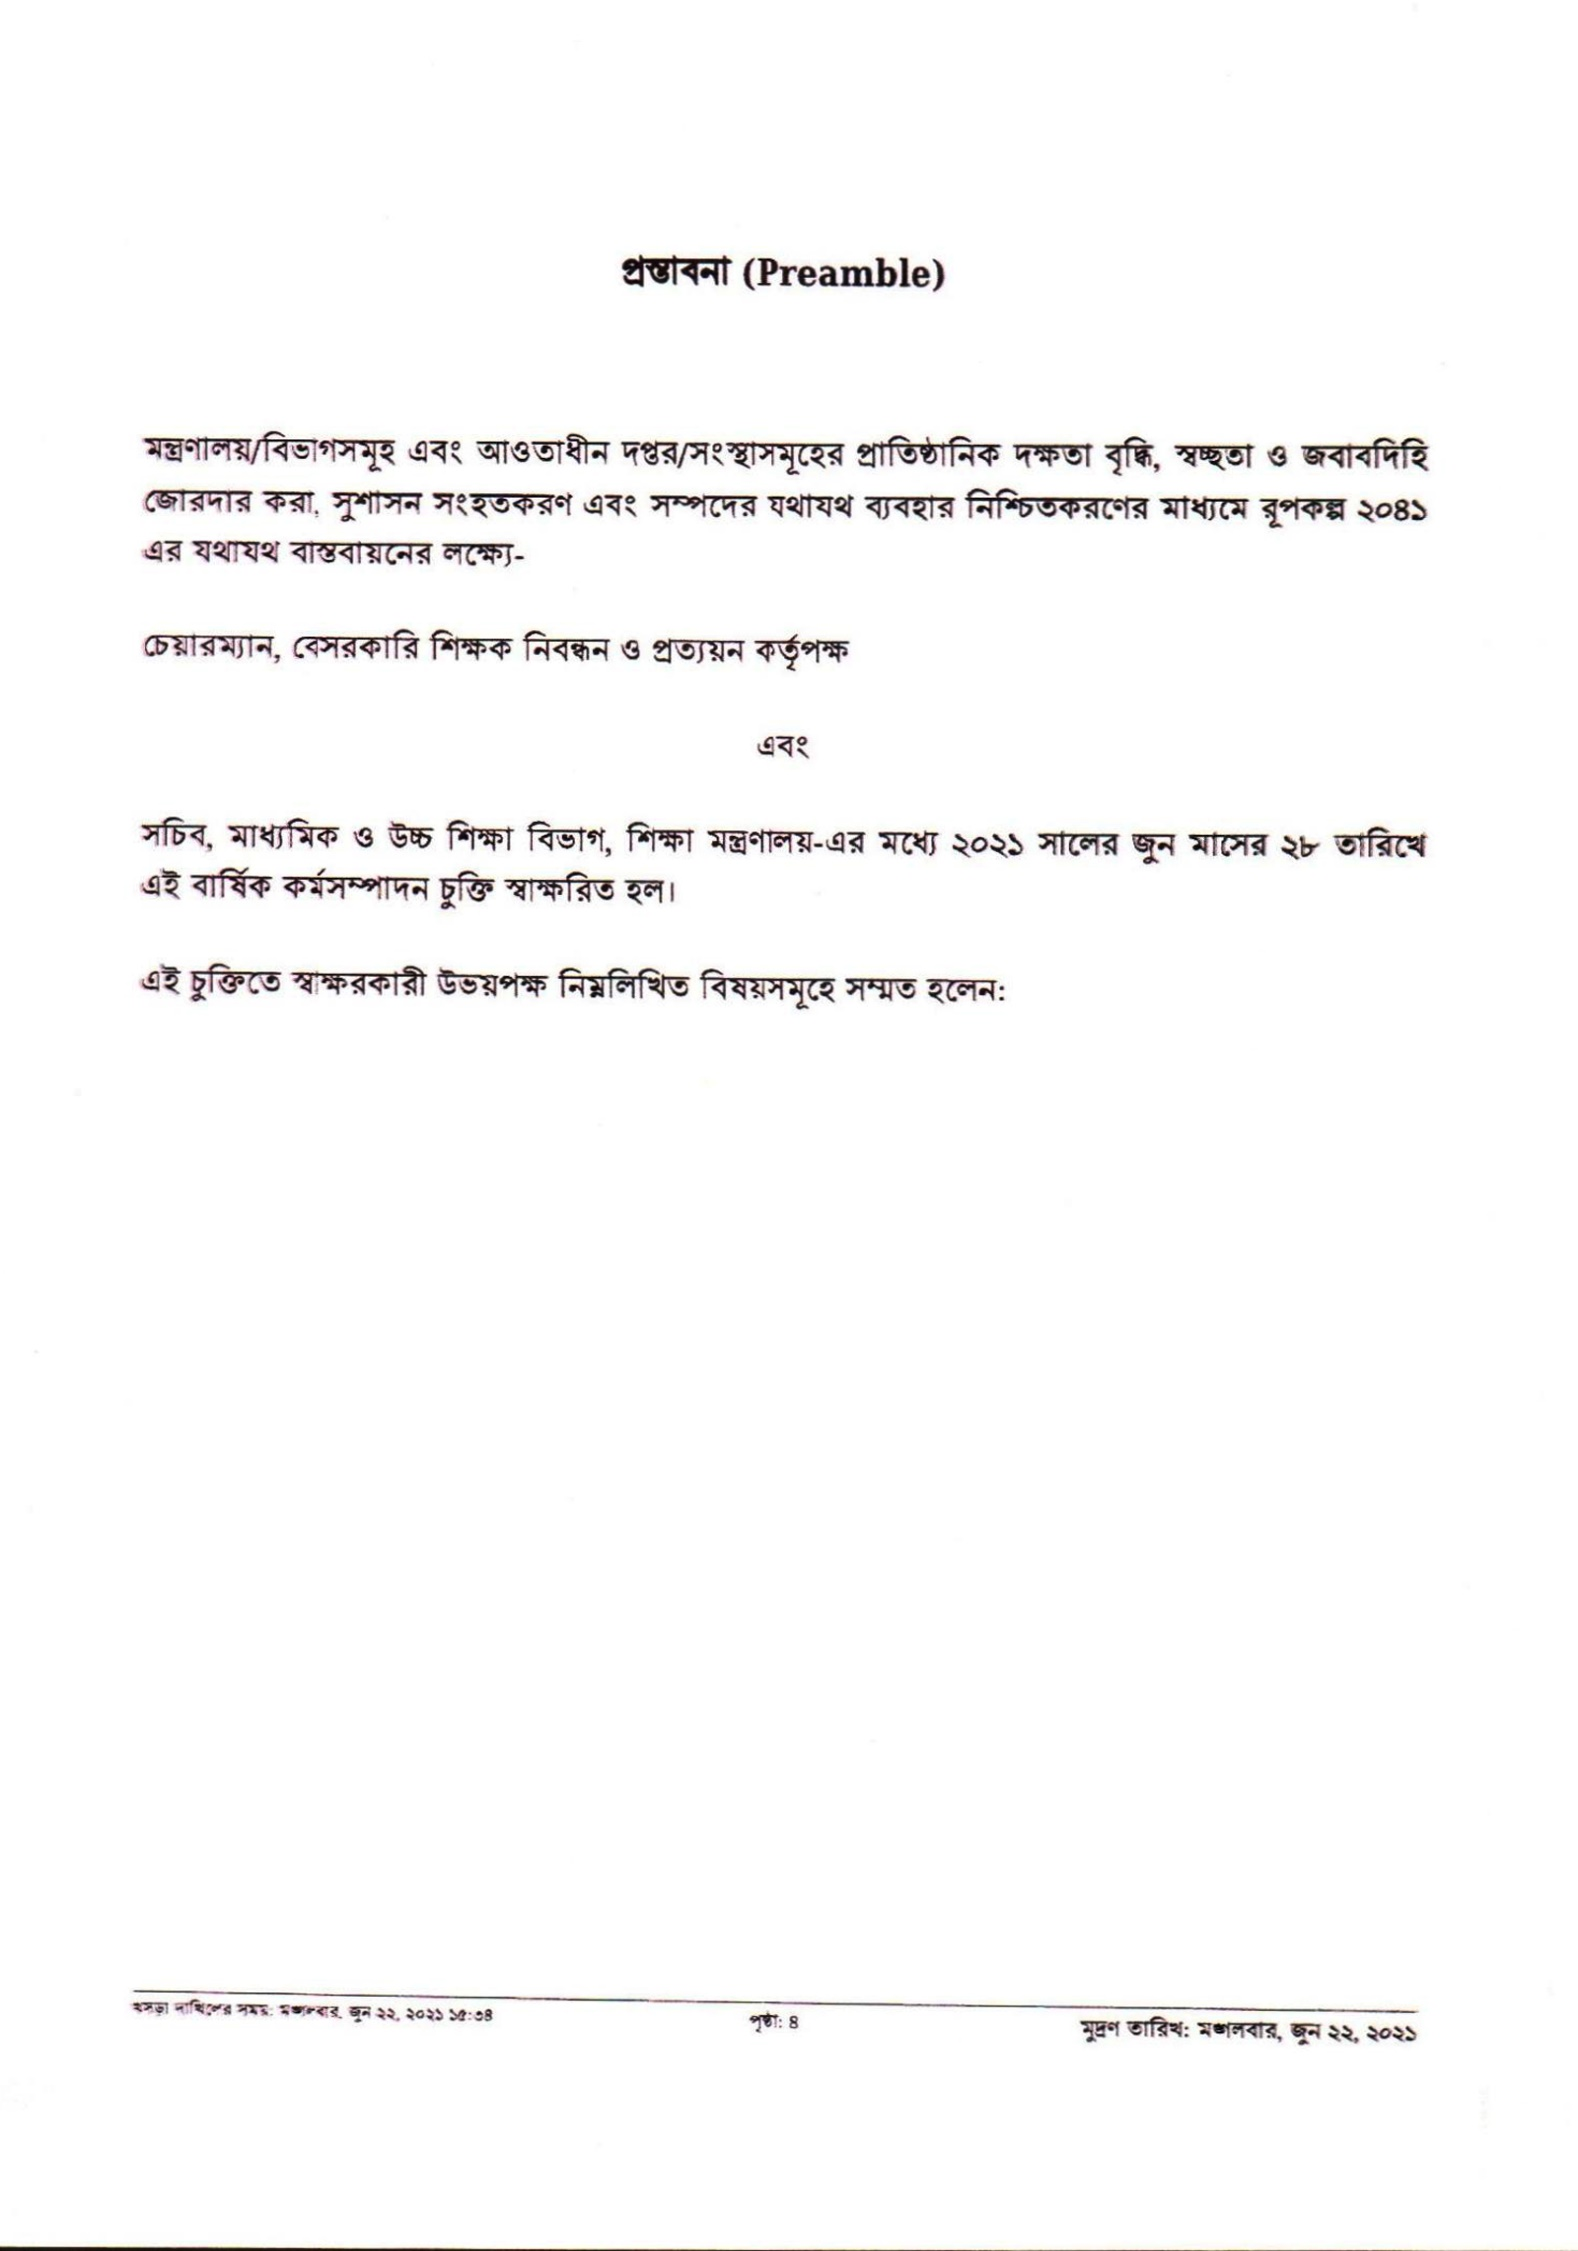 প্রস্তাবনা (Preamble)
মন্ত্রণালয়/বিভাগসমূহ এবং আওতাধীন দপ্তর/সংস্থাসমূহের প্রাতিষ্ঠানিক দক্ষতা বৃদ্ধি, স্বচ্ছতা ও জবাবদিহি
জোরদার করা, সুশাসন সংহতকরণ এবং সম্পদের যথাযথ ব্যবহার নিশ্চিতকরণের মাধ্যমে রূপকল্প ২০৪১
এর যথাযথ বাস্তবায়নের লক্ষ্যে-
চেয়ারম্যান, বেসরকারি শিক্ষক নিবন্ধন ও প্রত্যয়ন কর্তৃপক্ষ
এবং
সচিব, মাধ্যমিক ও উচ্চ শিক্ষা বিভাগ, শিক্ষা মন্ত্রণালয়-এর মধ্যে ২০২১ সালের জুন মাসের ২৮ তারিখে
এই বার্ষিক কর্মসম্পাদন চুক্তি স্বাক্ষরিত হল।
এই চুক্তিতে স্বাক্ষরকারী উভয়পক্ষ নিম্নলিখিত বিষয়সমূহে সম্মত হলেন:
খসড়া দাখিলের সময়: মঙ্গলবার, জুন ২২, ২০২১ ১৫:৩৪
পৃষ্ঠা: ৪
মুদ্রণ তারিখ: মঙ্গলবার, জুন ২২, ২০২১